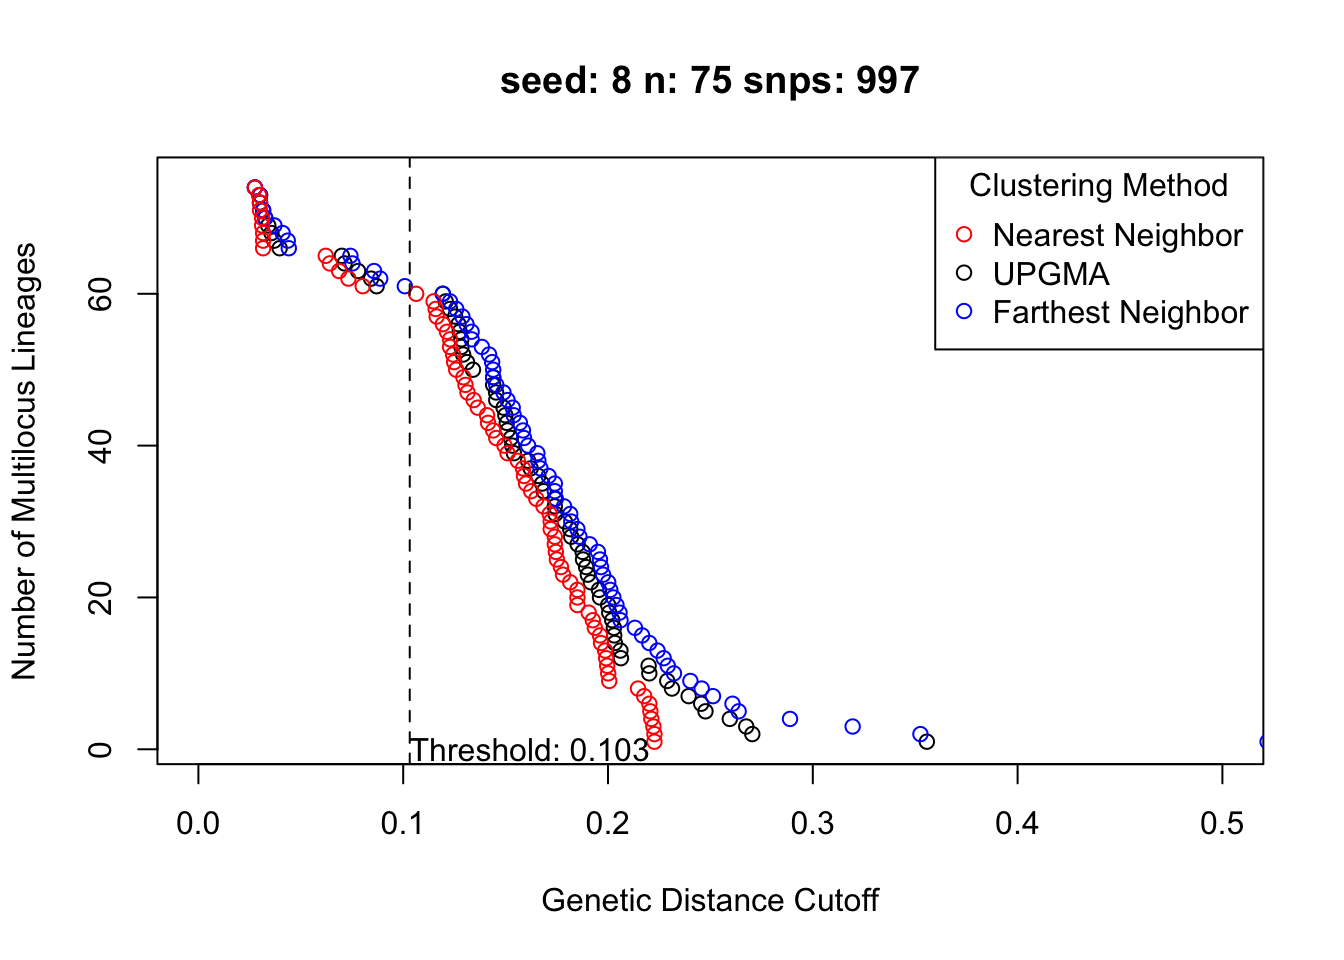 seed: 8 n: 75 snps: 997
Clustering Method
Nearest Neighbor
UPGMA
Farthest Neighbor
Number of Multilocus Lineages
60
40
20
0
Threshold: 0.103
0.0 0.1 0.2 0.3 0.4 0.5
Genetic Distance Cutoff